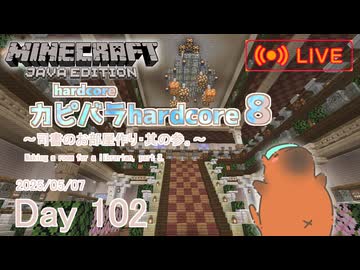 MINECRAFT
JAVA EDITION
LIVE
hardcore
カピバラhardcore8
～司書のお部屋作り:其の参。～
Making a room for a librarian, part 3.
2025/05/07
Day 102